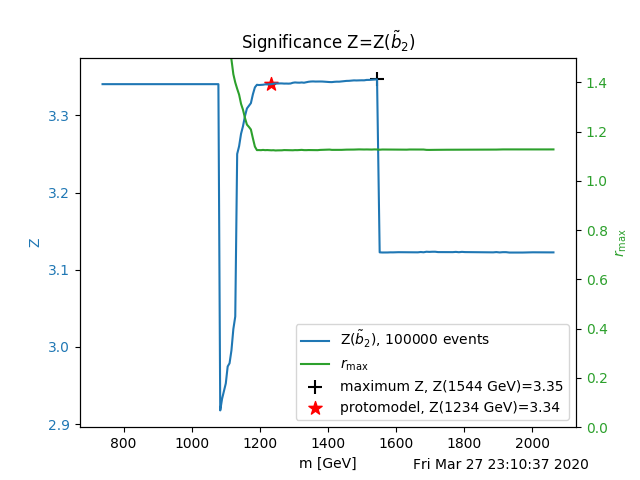 Significance Z=Z(b̃₂)
3.3
3.2
3.1
3.0
2.9
Z
1.4
1.2
1.0
0.8
0.6
0.4
0.2
0.0
rmax
Z(b̃₂), 100000 events
rmax
maximum Z, Z(1544 GeV)=3.35
protomodel, Z(1234 GeV)=3.34
800 1000 1200 1400 1600 1800 2000
m [GeV]
Fri Mar 27 23:10:37 2020